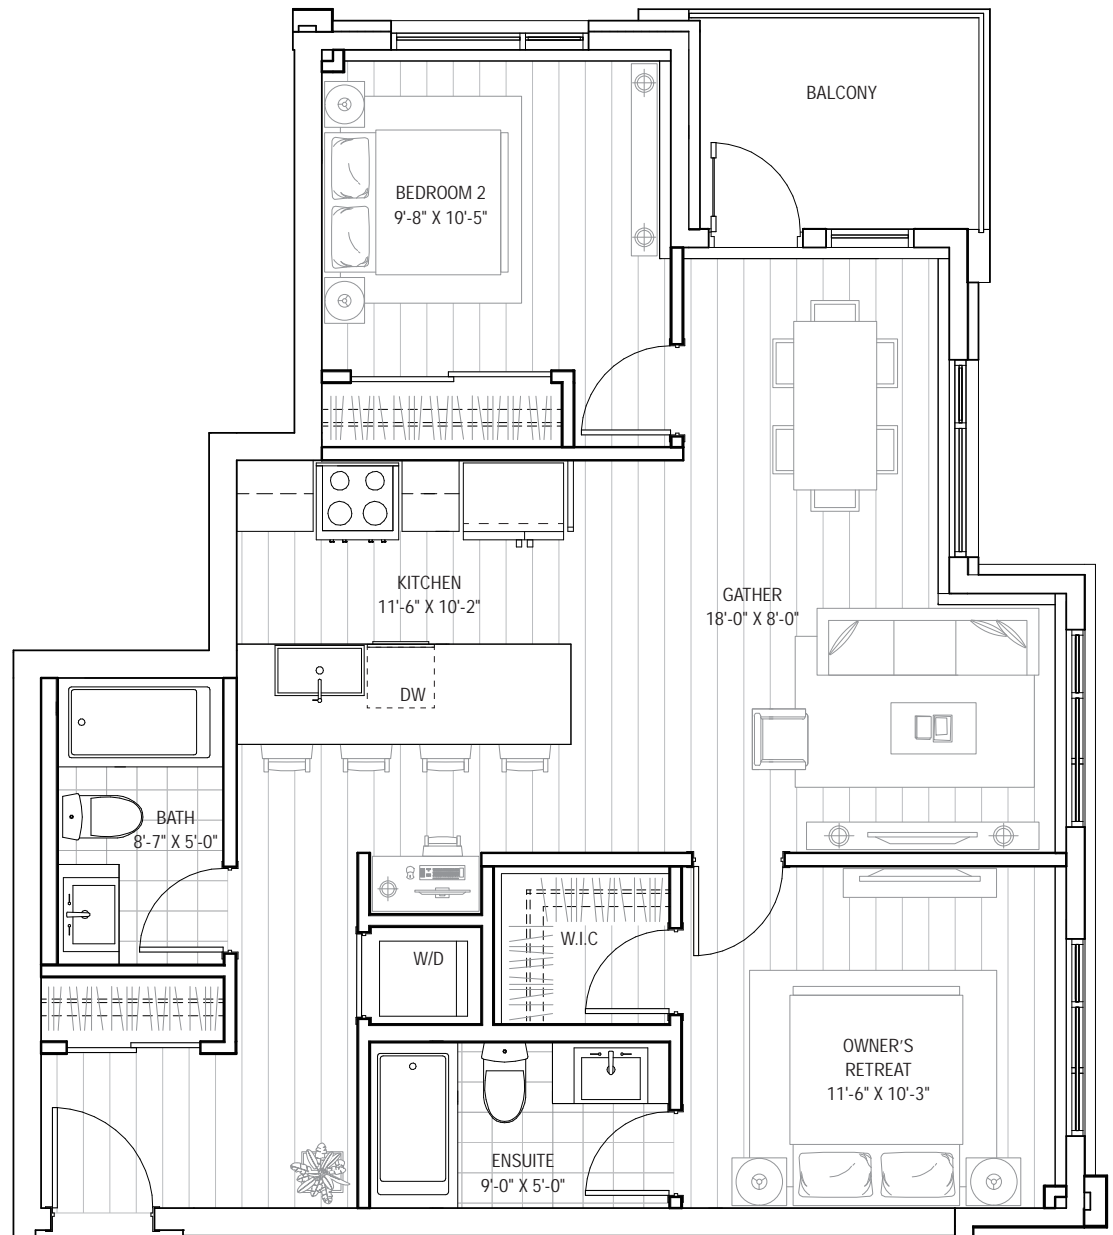 BALCONY
BEDROOM 2
9'-8" X 10'-5"
KITCHEN
11'-6" X 10'-2"
GATHER
18'-0" X 8'-0"
DW
BATH
8'-7" X 5'-0"
W.I.C
W/D
OWNER'S
RETREAT
11'-6" X 10'-3"
ENSUITE
9'-0" X 5'-0"